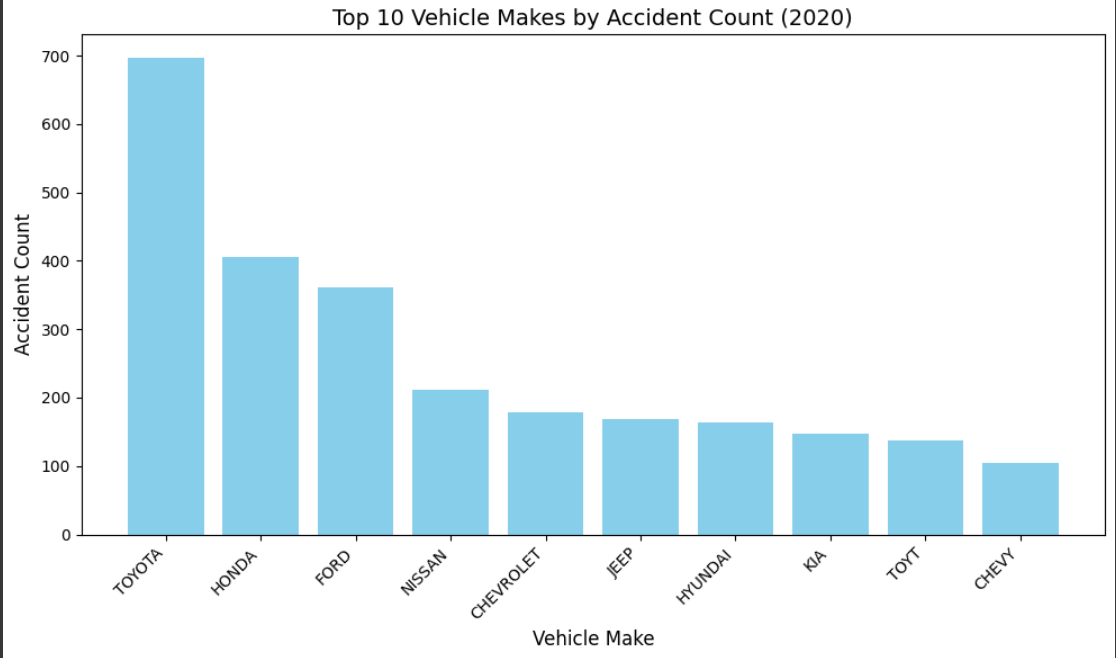 Top 10 Vehicle Makes by Accident Count (2020)
700
600
500
400
300
200
100
0
Accident Count
TOYOTA
HONDA
FORD
NISSAN
CHEVROLET
JEEP
HYUNDAI
KIA
TOYT
CHEVY
Vehicle Make